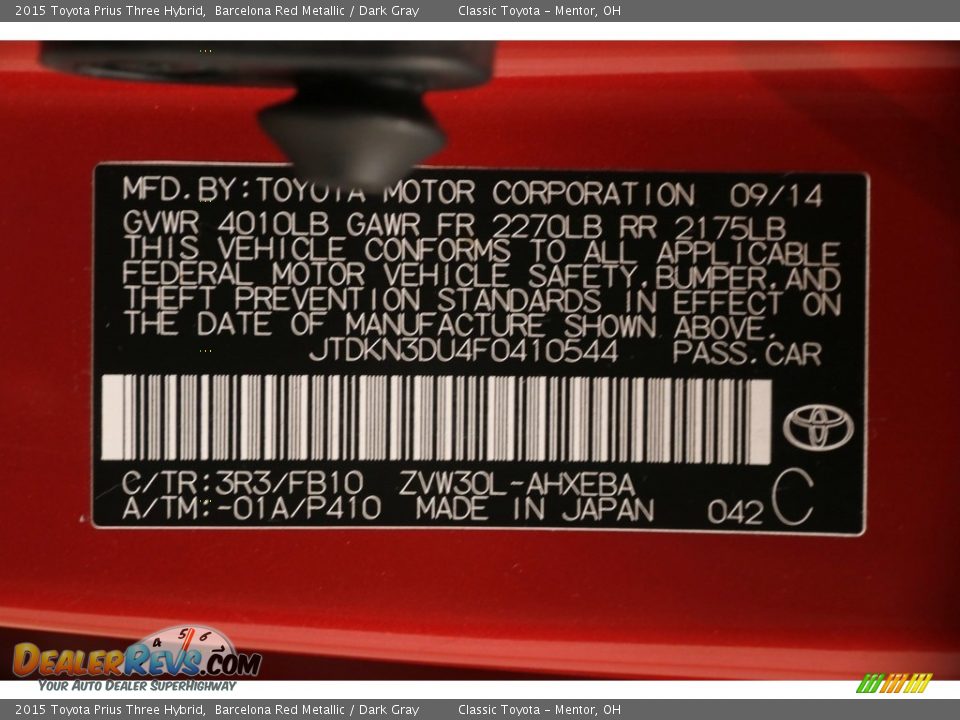 2015 Toyota Prius Three Hybrid, Barcelona Red Metallic / Dark Gray Classic Toyota – Mentor, OH
MFD.BY:TOYOTA MOTOR CORPORATION 09/14
GVWR 4010LB GAWR FR 2270LB RR 2175LB
THIS VEHICLE CONFORMS TO ALL APPLICABLE
FEDERAL MOTOR VEHICLE SAFETY,BUMPER,AND
THEFT PREVENTION STANDARDS IN EFFECT ON
THE DATE OF MANUFACTURE SHOWN ABOVE.
JTDKN3DU4F0410544 PASS.CAR
C/TR:3R3/FB10 ZVW30L-AHXEBA
A/TM:-01A/P410 MADE IN JAPAN 042 C
4 5 6
DealerRevs.com
Your Auto Dealer SuperHighway
2015 Toyota Prius Three Hybrid, Barcelona Red Metallic / Dark Gray Classic Toyota – Mentor, OH